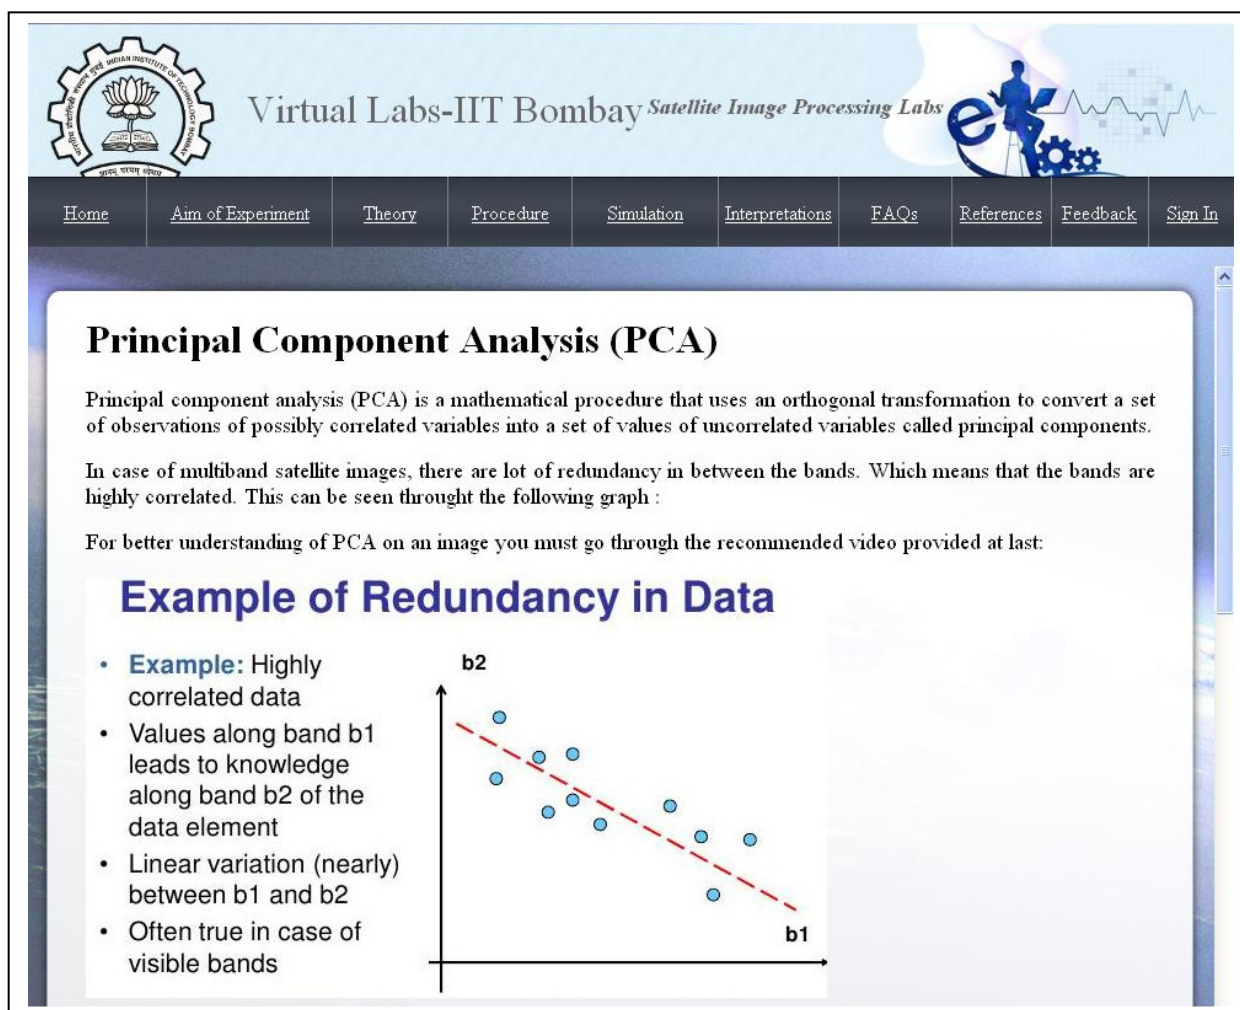 INDIAN INSTITUTE OF TECHNOLOGY BOMBAY
Virtual Labs-IIT Bombay Satellite Image Processing Labs
Home Aim of Experiment Theory Procedure Simulation Interpretations FAQs References Feedback Sign In
Principal Component Analysis (PCA)
Principal component analysis (PCA) is a mathematical procedure that uses an orthogonal transformation to convert a set
of observations of possibly correlated variables into a set of values of uncorrelated variables called principal components.
In case of multiband satellite images, there are lot of redundancy in between the bands. Which means that the bands are
highly correlated. This can be seen throught the following graph :
For better understanding of PCA on an image you must go through the recommended video provided at last:
Example of Redundancy in Data
• Example: Highly
correlated data
• Values along band b1
leads to knowledge
along band b2 of the
data element
• Linear variation (nearly)
between b1 and b2
• Often true in case of
visible bands
b2
b1